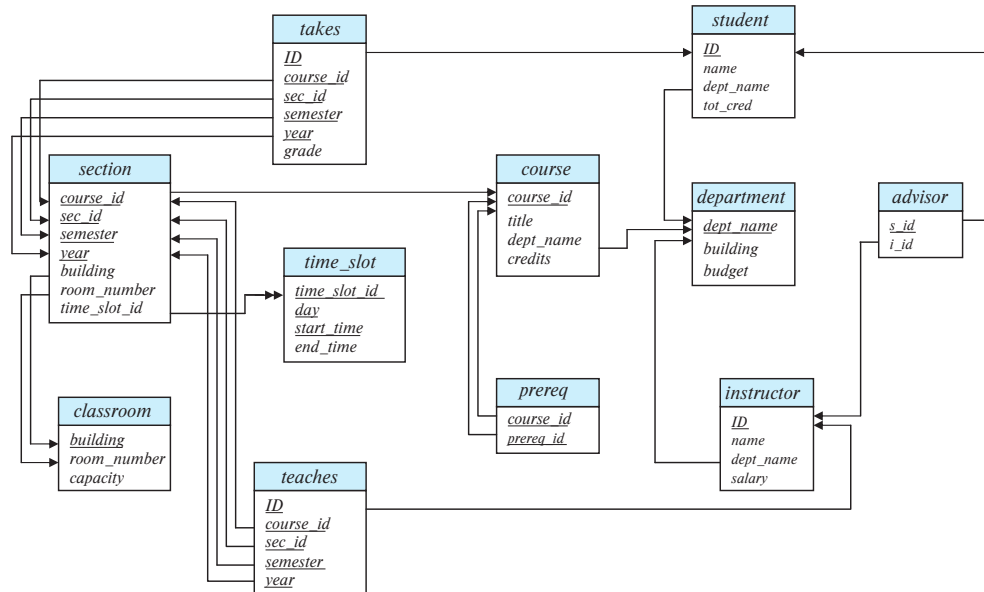 takes
ID
course_id
sec_id
semester
year
grade
student
ID
name
dept_name
tot_cred
section
course_id
sec_id
semester
year
building
room_number
time_slot_id
course
course_id
title
dept_name
credits
department
dept_name
building
budget
advisor
s_id
i_id
time_slot
time_slot_id
day
start_time
end_time
prereq
course_id
prereq_id
instructor
ID
name
dept_name
salary
classroom
building
room_number
capacity
teaches
ID
course_id
sec_id
semester
year